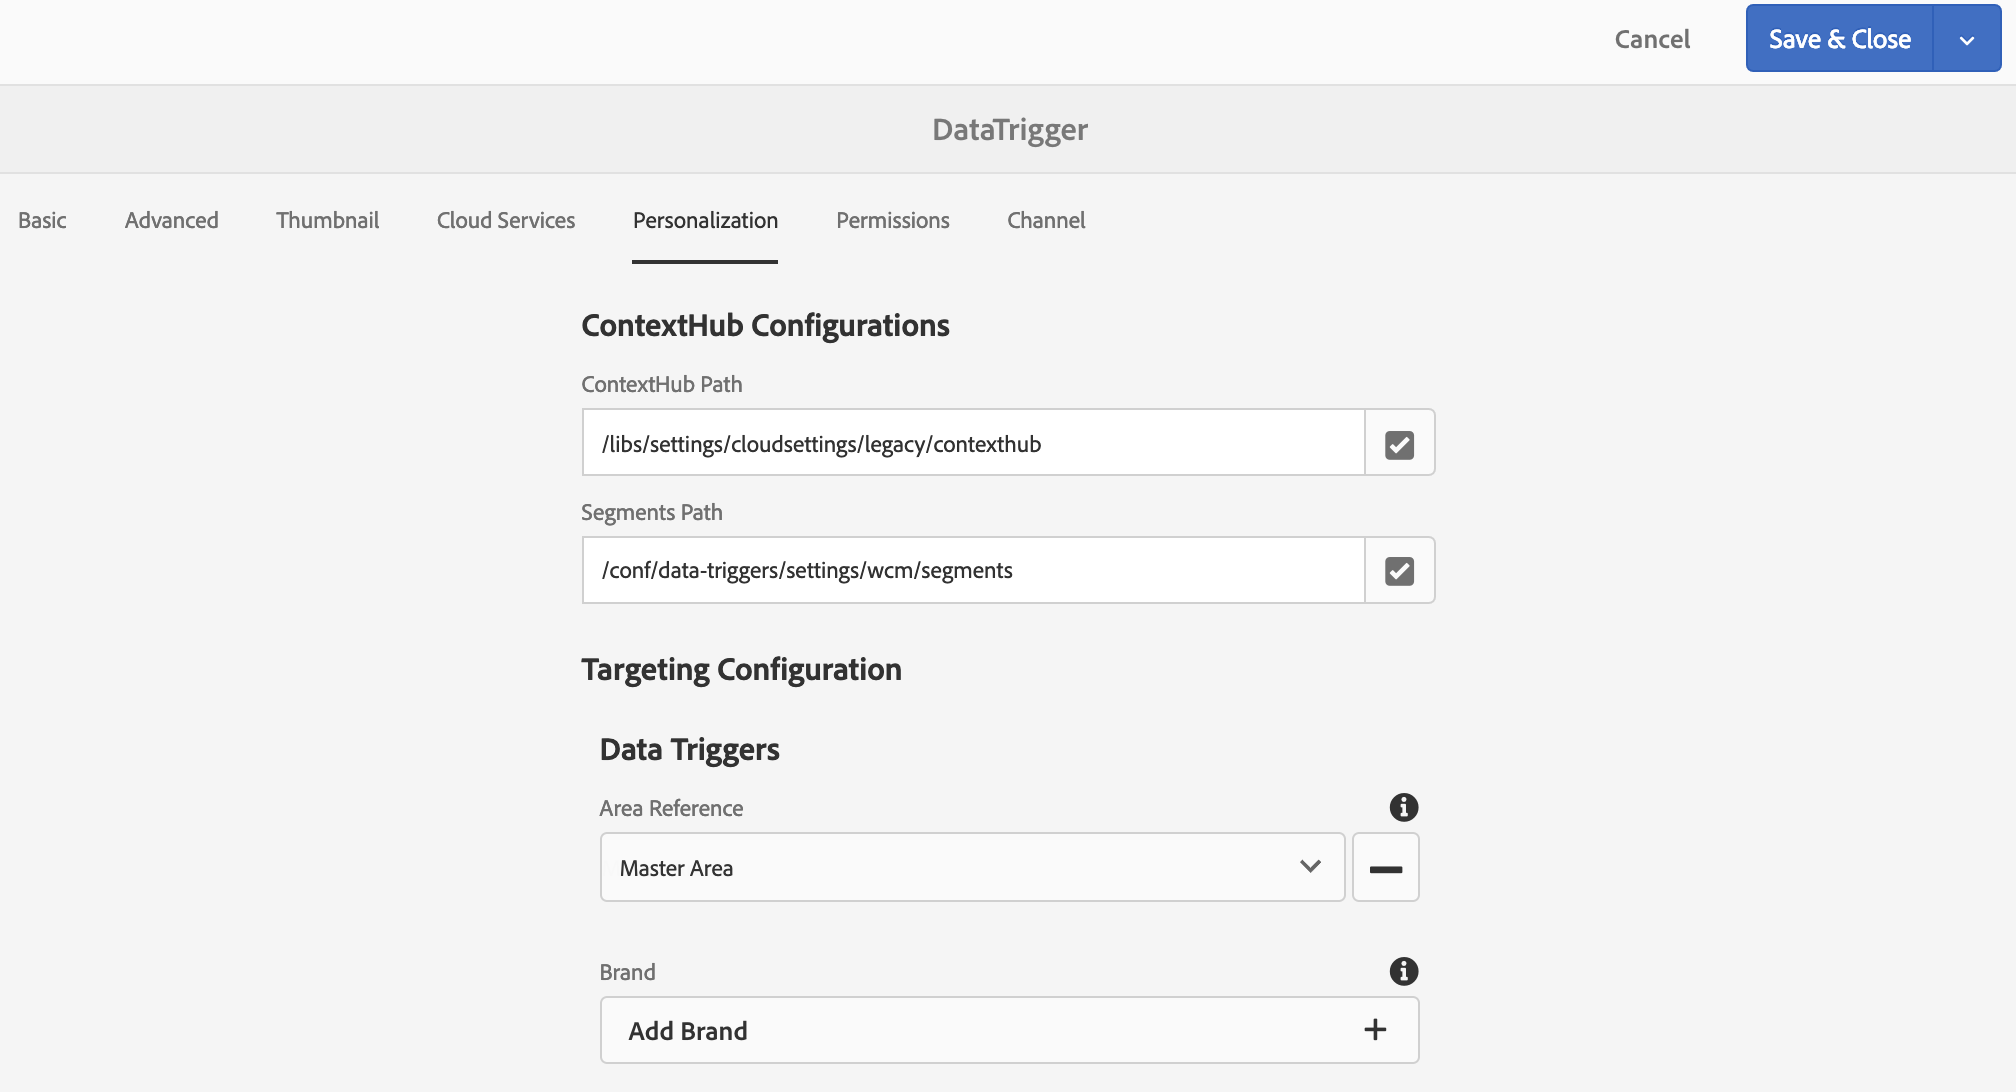 Cancel
Save & Close
DataTrigger
Basic Advanced Thumbnail Cloud Services Personalization Permissions Channel
ContextHub Configurations
ContextHub Path
/libs/settings/cloudsettings/legacy/contexthub
Segments Path
/conf/data-triggers/settings/wcm/segments
Targeting Configuration
Data Triggers
Area Reference
Master Area
Brand
Add Brand